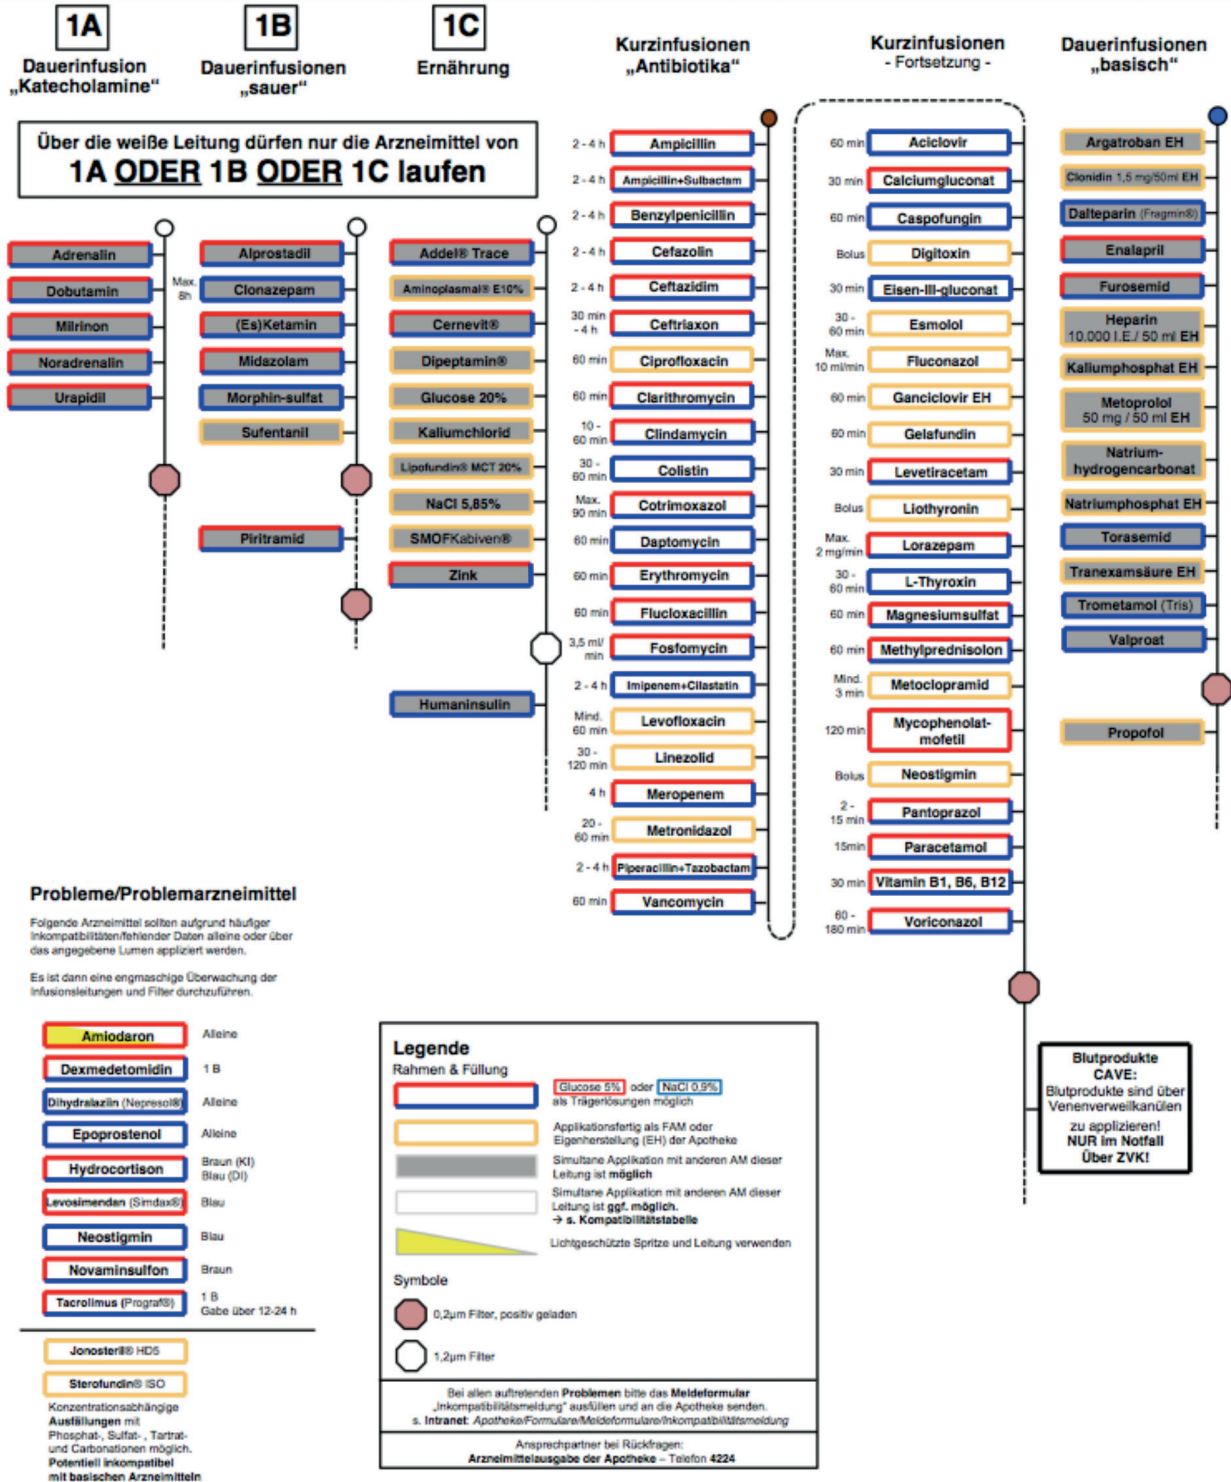 1A
Dauerinfusion
„Katecholamine“
1B
Dauerinfusionen
„sauer“
1C
Ernährung
Über die weiße Leitung dürfen nur die Arzneimittel von
1A ODER 1B ODER 1C laufen
Adrenalin
Dobutamin
Milrinon
Noradrenalin
Urapidil
Alprostadil
Max.
8h
Clonazepam
(Es)Ketamin
Midazolam
Morphin-sulfat
Sufentanil
Piritramid
Addel® Trace
Aminoplasmal® E10%
Cernevit®
Dipeptamin®
Glucose 20%
Kaliumchlorid
Lipofundin® MCT 20%
NaCl 5,85%
SMOFKabiven®
Zink
Humaninsulin
Kurzinfusionen
„Antibiotika“
2 - 4 h Ampicillin
2 - 4 h Ampicillin+Sulbactam
2 - 4 h Benzylpenicillin
2 - 4 h Cefazolin
2 - 4 h Ceftazidim
30 min
- 4 h
Ceftriaxon
60 min Ciprofloxacin
60 min Clarithromycin
10 -
60 min
Clindamycin
30 -
60 min
Colistin
Max.
90 min
Cotrimoxazol
60 min Daptomycin
60 min Erythromycin
60 min Flucloxacillin
3,5 ml/
min
Fosfomycin
2 - 4 h Imipenem+Cilastatin
Mind.
60 min
Levofloxacin
30 -
120 min
Linezolid
4 h Meropenem
20 -
60 min
Metronidazol
2 - 4 h Piperacillin+Tazobactam
60 min Vancomycin
Kurzinfusionen
- Fortsetzung -
60 min Aciclovir
30 min Calciumgluconat
60 min Caspofungin
Bolus Digitoxin
30 min Eisen-III-gluconat
30 -
60 min
Esmolol
Max.
10 ml/min
Fluconazol
60 min Ganciclovir EH
60 min Gelafundin
30 min Levetiracetam
Bolus Liothyronin
Max.
2 mg/min
Lorazepam
30 -
60 min
L-Thyroxin
60 min Magnesiumsulfat
60 min Methylprednisolon
Mind.
3 min
Metoclopramid
120 min Mycophenolat-
mofetil
Bolus Neostigmin
2 -
15 min
Pantoprazol
15min Paracetamol
30 min Vitamin B1, B6, B12
60 -
180 min
Voriconazol
Dauerinfusionen
„basisch“
Argatroban EH
Clonidin 1,5 mg/50ml EH
Dalteparin (Fragmin®)
Enalapril
Furosemid
Heparin
10.000 I.E./ 50 ml EH
Kaliumphosphat EH
Metoprolol
50 mg / 50 ml EH
Natrium-
hydrogencarbonat
Natriumphosphat EH
Torasemid
Tranexamsäure EH
Trometamol (Tris)
Valproat
Propofol
Blutprodukte
CAVE:
Blutprodukte sind über
Venenverweilkanülen
zu applizieren!
NUR im Notfall
Über ZVK!
Probleme/Problemarzneimittel
Folgende Arzneimittel sollten aufgrund häufiger
Inkompatibilitäten/fehlender Daten alleine oder über
das angegebene Lumen appliziert werden.
Es ist dann eine engmaschige Überwachung der
Infusionsleitungen und Filter durchzuführen.
Amiodaron Alleine
Dexmedetomidin 1 B
Dihydralazin (Nepresol®) Alleine
Epoprostenol Alleine
Hydrocortison Braun (KI)
Blau (DI)
Levosimendan (Simdax®) Blau
Neostigmin Blau
Novaminsulfon Braun
Tacrolimus (Prograf®) 1 B
Gabe über 12-24 h
Jonosteril® HD5
Sterofundin® ISO
Konzentrationsabhängige
Ausfällungen mit
Phosphat-, Sulfat- , Tartrat-
und Carbonationen möglich.
Potentiell inkompatibel
mit basischen Arzneimitteln
Legende
Rahmen & Füllung
Glucose 5% oder NaCl 0,9%
als Trägerlösungen möglich
Applikationsfertig als FAM oder
Eigenherstellung (EH) der Apotheke
Simultane Applikation mit anderen AM dieser
Leitung ist möglich
Simultane Applikation mit anderen AM dieser
Leitung ist ggf. möglich.
→ s. Kompatibilitätstabelle
Lichtgeschützte Spritze und Leitung verwenden
Symbole
0,2µm Filter, positiv geladen
1,2µm Filter
Bei allen auftretenden Problemen bitte das Meldeformular
„Inkompatibilitätsmeldung“ ausfüllen und an die Apotheke senden.
s. Intranet: Apotheke/Formulare/Meldeformulare/Inkompatibilitätsmeldung
Ansprechpartner bei Rückfragen:
Arzneimittelausgabe der Apotheke – Telefon 4224